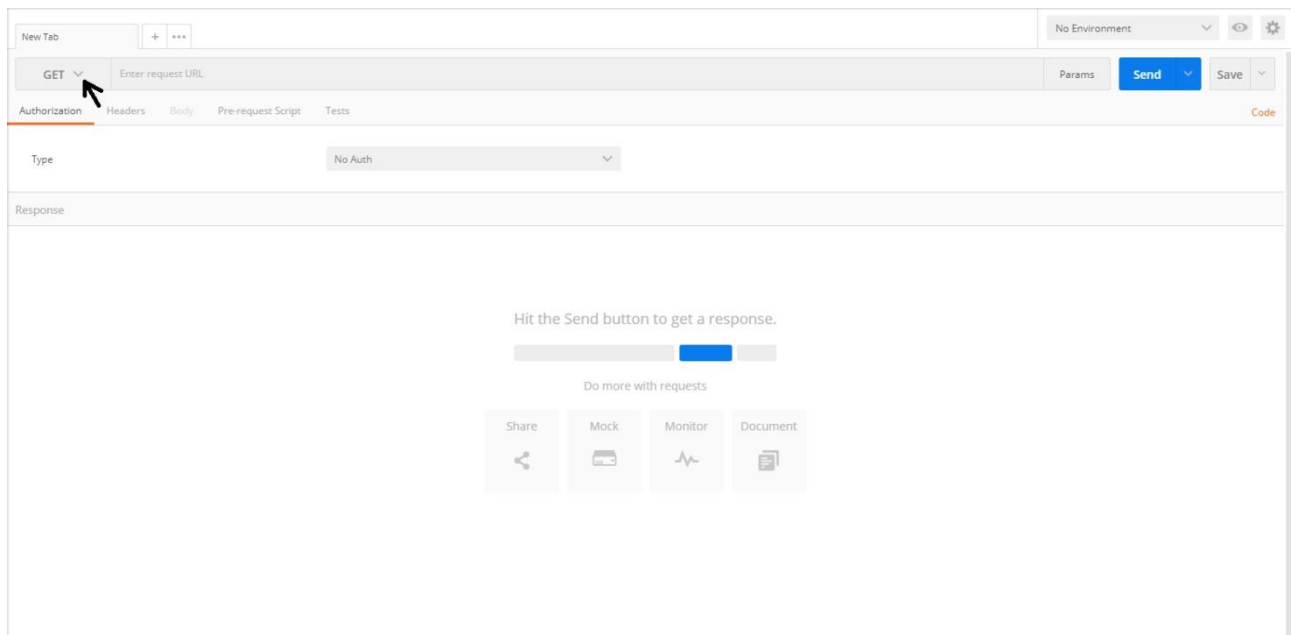 New Tab + ••• No Environment
GET Enter request URL Params Send Save
Authorization Headers Body Pre-request Script Tests Code
Type No Auth
Response
Hit the Send button to get a response.
Do more with requests
Share Mock Monitor Document